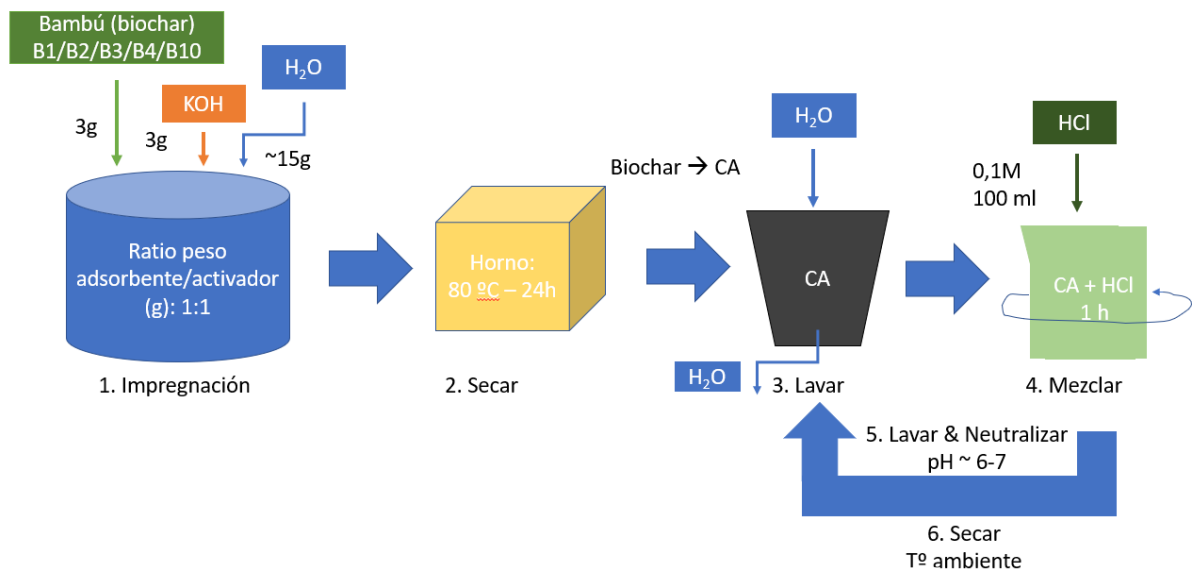 Bambú (biochar)
B1/B2/B3/B4/B10
H₂O
KOH
3g
3g
~15g
Ratio peso
adsorbente/activador
(g): 1:1
1. Impregnación
Horno:
80 ºC – 24h
2. Secar
Biochar → CA
H₂O
CA
H₂O
3. Lavar
HCl
0,1M
100 ml
CA + HCl
1 h
4. Mezclar
5. Lavar & Neutralizar
pH ~ 6-7
6. Secar
Tº ambiente